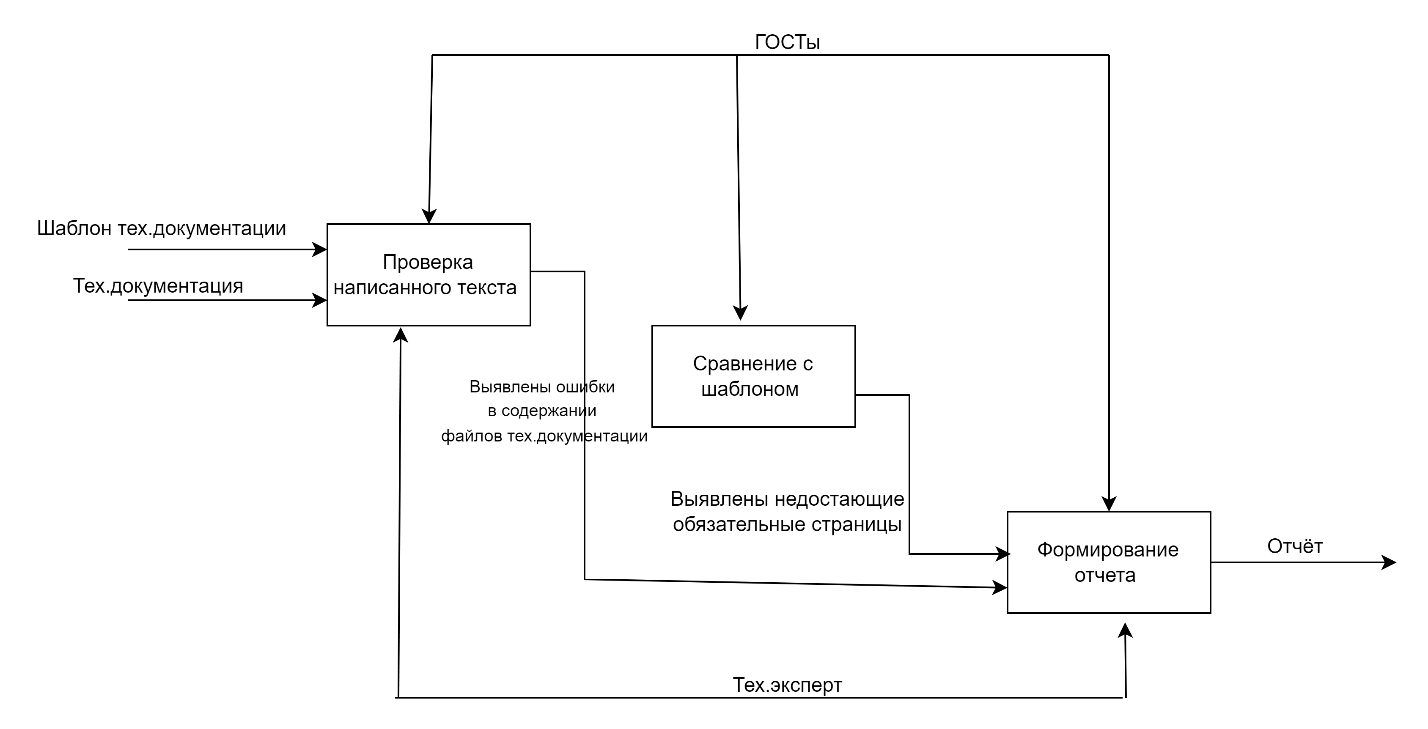 ГОСТы
Шаблон тех.документации
Тех.документация
Проверка
написанного текста
Сравнение с
шаблоном
Выявлены ошибки
в содержании
файлов тех.документации
Выявлены недостающие
обязательные страницы
Формирование
отчета
Отчёт
Тех.эксперт